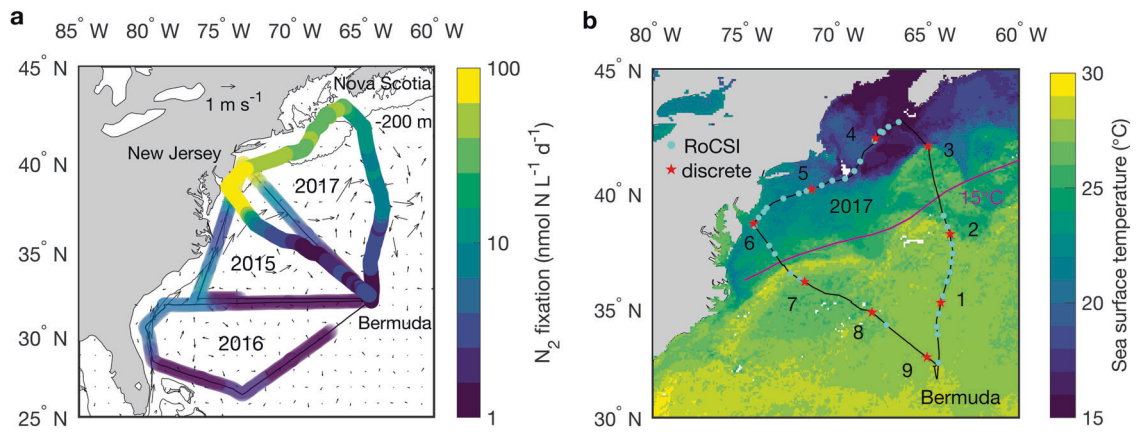 a
85° W 80° W 75° W 70° W 65° W 60° W
45° N
40° N
35° N
30° N
25° N
1 m s⁻¹
Nova Scotia
-200 m
New Jersey
2017
2015
Bermuda
2016
100
10
1
N₂ fixation (nmol N L⁻¹ d⁻¹)
b
80° W 70° W 65° W 60° W
45° N
40° N
35° N
30° N
RoCSI
discrete
4
3
5
2017
15°C
6
2
7
1
8
9
Bermuda
30
25
20
15
Sea surface temperature (°C)